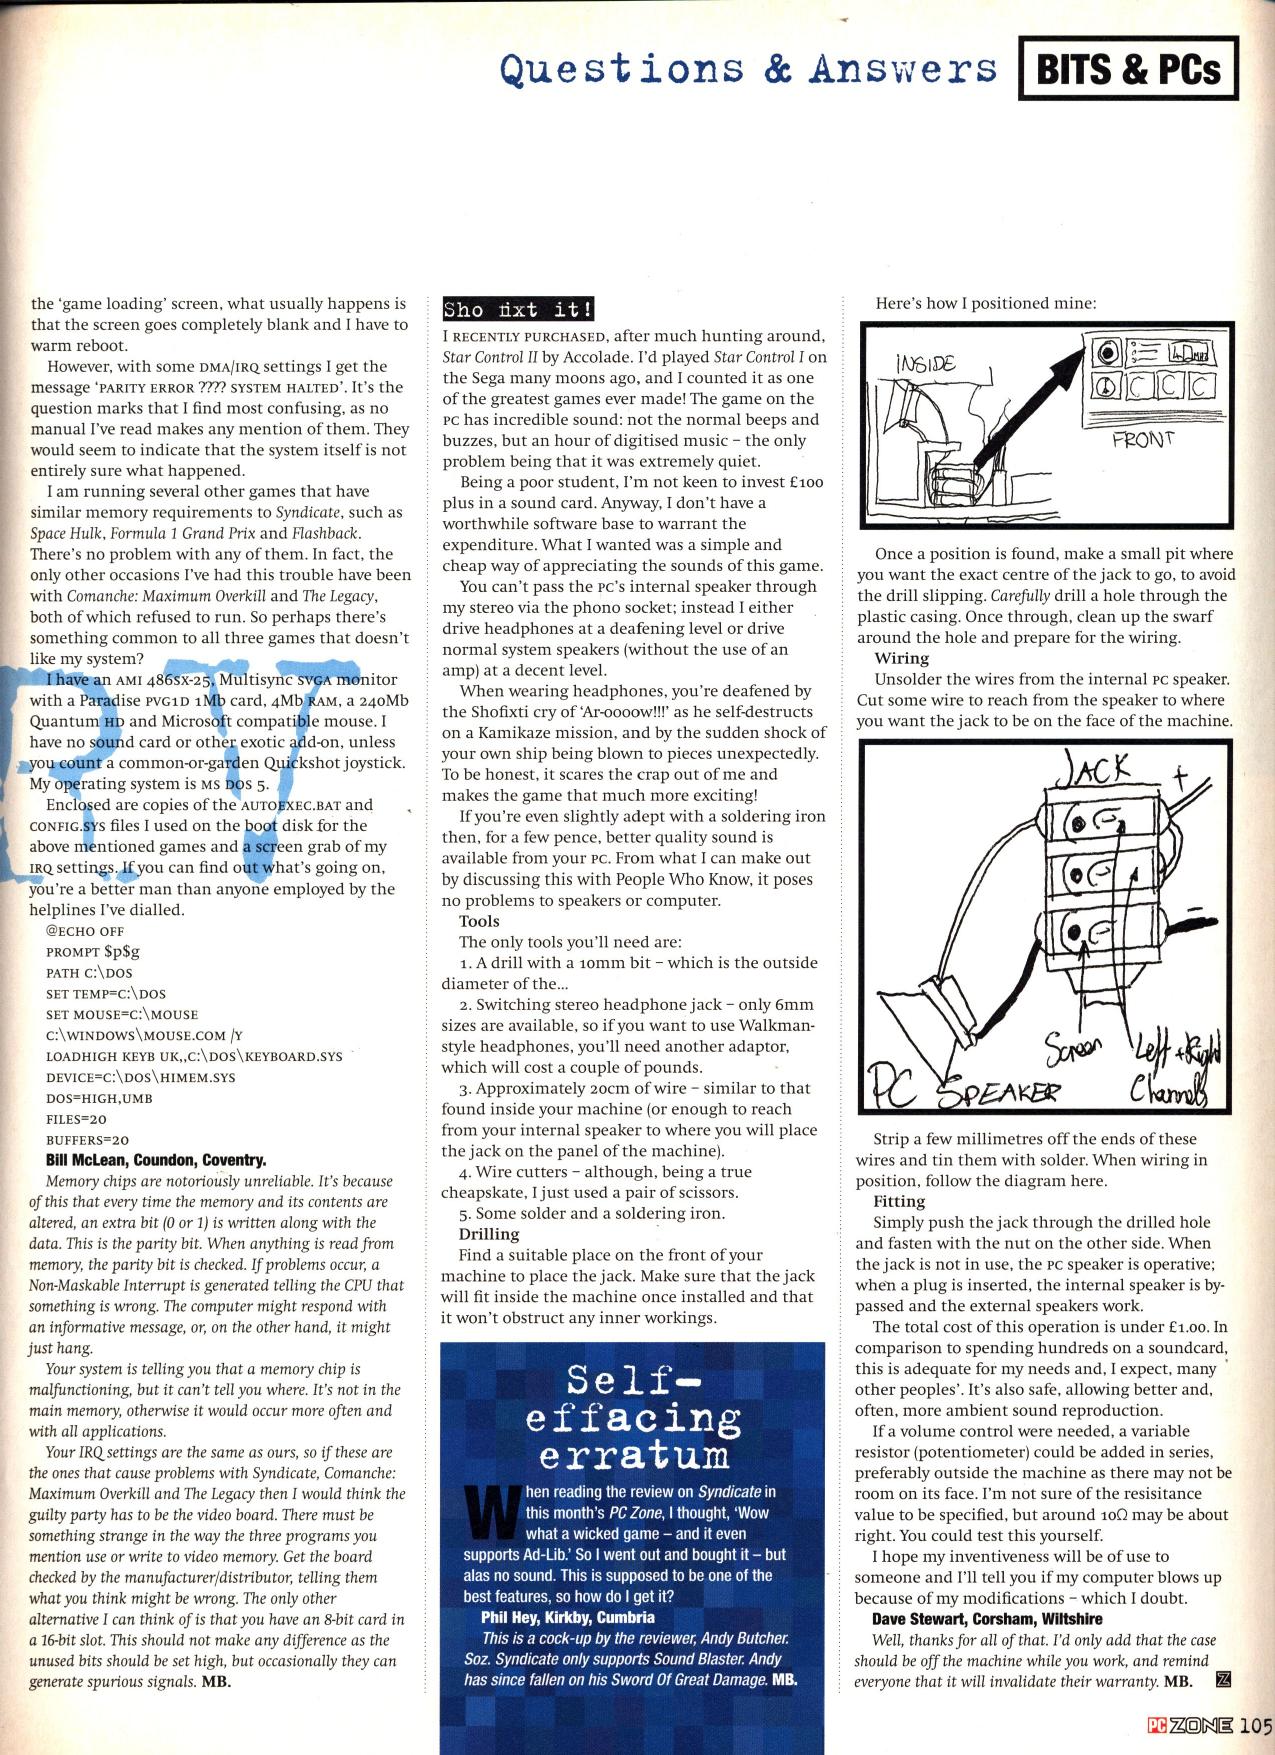 Questions & Answers BITS & PCs
the ‘game loading’ screen, what usually happens is
that the screen goes completely blank and I have to
warm reboot.
However, with some DMA/IRQ settings I get the
message ‘PARITY ERROR ???? SYSTEM HALTED’. It’s the
question marks that I find most confusing, as no
manual I’ve read makes any mention of them. They
would seem to indicate that the system itself is not
entirely sure what happened.
I am running several other games that have
similar memory requirements to Syndicate, such as
Space Hulk, Formula 1 Grand Prix and Flashback.
There’s no problem with any of them. In fact, the
only other occasions I’ve had this trouble have been
with Comanche: Maximum Overkill and The Legacy,
both of which refused to run. So perhaps there’s
something common to all three games that doesn’t
like my system?
I have an AMI 486SX-25, Multisync SVGA monitor
with a Paradise PVG1D 1Mb card, 4Mb RAM, a 240Mb
Quantum HD and Microsoft compatible mouse. I
have no sound card or other exotic add-on, unless
you count a common-or-garden Quickshot joystick.
My operating system is MS DOS 5.
Enclosed are copies of the AUTOEXEC.BAT and
CONFIG.SYS files I used on the boot disk for the
above mentioned games and a screen grab of my
IRQ settings. If you can find out what’s going on,
you’re a better man than anyone employed by the
helplines I’ve dialled.
@ECHO OFF
PROMPT $p$g
PATH C:\DOS
SET TEMP=C:\DOS
SET MOUSE=C:\MOUSE
C:\WINDOWS\MOUSE.COM /Y
LOADHIGH KEYB UK,,C:\DOS\KEYBOARD.SYS
DEVICE=C:\DOS\HIMEM.SYS
DOS=HIGH,UMB
FILES=20
BUFFERS=20
Bill McLean, Coundon, Coventry.
Memory chips are notoriously unreliable. It’s because
of this that every time the memory and its contents are
altered, an extra bit (0 or 1) is written along with the
data. This is the parity bit. When anything is read from
memory, the parity bit is checked. If problems occur, a
Non-Maskable Interrupt is generated telling the CPU that
something is wrong. The computer might respond with
an informative message, or, on the other hand, it might
just hang.
Your system is telling you that a memory chip is
malfunctioning, but it can’t tell you where. It’s not in the
main memory, otherwise it would occur more often and
with all applications.
Your IRQ settings are the same as ours, so if these are
the ones that cause problems with Syndicate, Comanche:
Maximum Overkill and The Legacy then I would think the
guilty party has to be the video board. There must be
something strange in the way the three programs you
mention use or write to video memory. Get the board
checked by the manufacturer/distributor, telling them
what you think might be wrong. The only other
alternative I can think of is that you have an 8-bit card in
a 16-bit slot. This should not make any difference as the
unused bits should be set high, but occasionally they can
generate spurious signals. MB.
Sho fixt it!
I RECENTLY PURCHASED, after much hunting around,
Star Control II by Accolade. I’d played Star Control I on
the Sega many moons ago, and I counted it as one
of the greatest games ever made! The game on the
PC has incredible sound: not the normal beeps and
buzzes, but an hour of digitised music – the only
problem being that it was extremely quiet.
Being a poor student, I’m not keen to invest £100
plus in a sound card. Anyway, I don’t have a
worthwhile software base to warrant the
expenditure. What I wanted was a simple and
cheap way of appreciating the sounds of this game.
You can’t pass the PC’s internal speaker through
my stereo via the phono socket; instead I either
drive headphones at a deafening level or drive
normal system speakers (without the use of an
amp) at a decent level.
When wearing headphones, you’re deafened by
the Shofixti cry of ‘Ar-oooow!!!’ as he self-destructs
on a Kamikaze mission, and by the sudden shock of
your own ship being blown to pieces unexpectedly.
To be honest, it scares the crap out of me and
makes the game that much more exciting!
If you’re even slightly adept with a soldering iron
then, for a few pence, better quality sound is
available from your PC. From what I can make out
by discussing this with People Who Know, it poses
no problems to speakers or computer.
Tools
The only tools you’ll need are:
1. A drill with a 10mm bit – which is the outside
diameter of the...
2. Switching stereo headphone jack – only 6mm
sizes are available, so if you want to use Walkman-
style headphones, you’ll need another adaptor,
which will cost a couple of pounds.
3. Approximately 20cm of wire – similar to that
found inside your machine (or enough to reach
from your internal speaker to where you will place
the jack on the panel of the machine).
4. Wire cutters – although, being a true
cheapskate, I just used a pair of scissors.
5. Some solder and a soldering iron.
Drilling
Find a suitable place on the front of your
machine to place the jack. Make sure that the jack
will fit inside the machine once installed and that
it won’t obstruct any inner workings.
Self-
effacing
erratum
When reading the review on Syndicate in
this month’s PC Zone, I thought, ‘Wow
what a wicked game – and it even
supports Ad-Lib.’ So I went out and bought it – but
alas no sound. This is supposed to be one of the
best features, so how do I get it?
Phil Hey, Kirkby, Cumbria
This is a cock-up by the reviewer, Andy Butcher.
Soz. Syndicate only supports Sound Blaster. Andy
has since fallen on his Sword Of Great Damage. MB.
Here’s how I positioned mine:
INSIDE
FRONT
Once a position is found, make a small pit where
you want the exact centre of the jack to go, to avoid
the drill slipping. Carefully drill a hole through the
plastic casing. Once through, clean up the swarf
around the hole and prepare for the wiring.
Wiring
Unsolder the wires from the internal PC speaker.
Cut some wire to reach from the speaker to where
you want the jack to be on the face of the machine.
JACK
+
–
Screen
Left + Right
Channels
PC SPEAKER
Strip a few millimetres off the ends of these
wires and tin them with solder. When wiring in
position, follow the diagram here.
Fitting
Simply push the jack through the drilled hole
and fasten with the nut on the other side. When
the jack is not in use, the PC speaker is operative;
when a plug is inserted, the internal speaker is by-
passed and the external speakers work.
The total cost of this operation is under £1.00. In
comparison to spending hundreds on a soundcard,
this is adequate for my needs and, I expect, many
other peoples’. It’s also safe, allowing better and,
often, more ambient sound reproduction.
If a volume control were needed, a variable
resistor (potentiometer) could be added in series,
preferably outside the machine as there may not be
room on its face. I’m not sure of the resisitance
value to be specified, but around 10Ω may be about
right. You could test this yourself.
I hope my inventiveness will be of use to
someone and I’ll tell you if my computer blows up
because of my modifications – which I doubt.
Dave Stewart, Corsham, Wiltshire
Well, thanks for all of that. I’d only add that the case
should be off the machine while you work, and remind
everyone that it will invalidate their warranty. MB. Z
PC ZONE 105